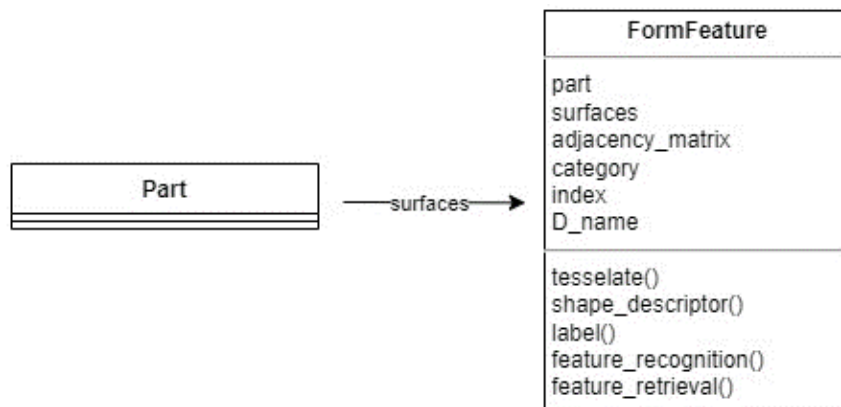 Part
surfaces
FormFeature
part
surfaces
adjacency_matrix
category
index
D_name
tesselate()
shape_descriptor()
label()
feature_recognition()
feature_retrieval()